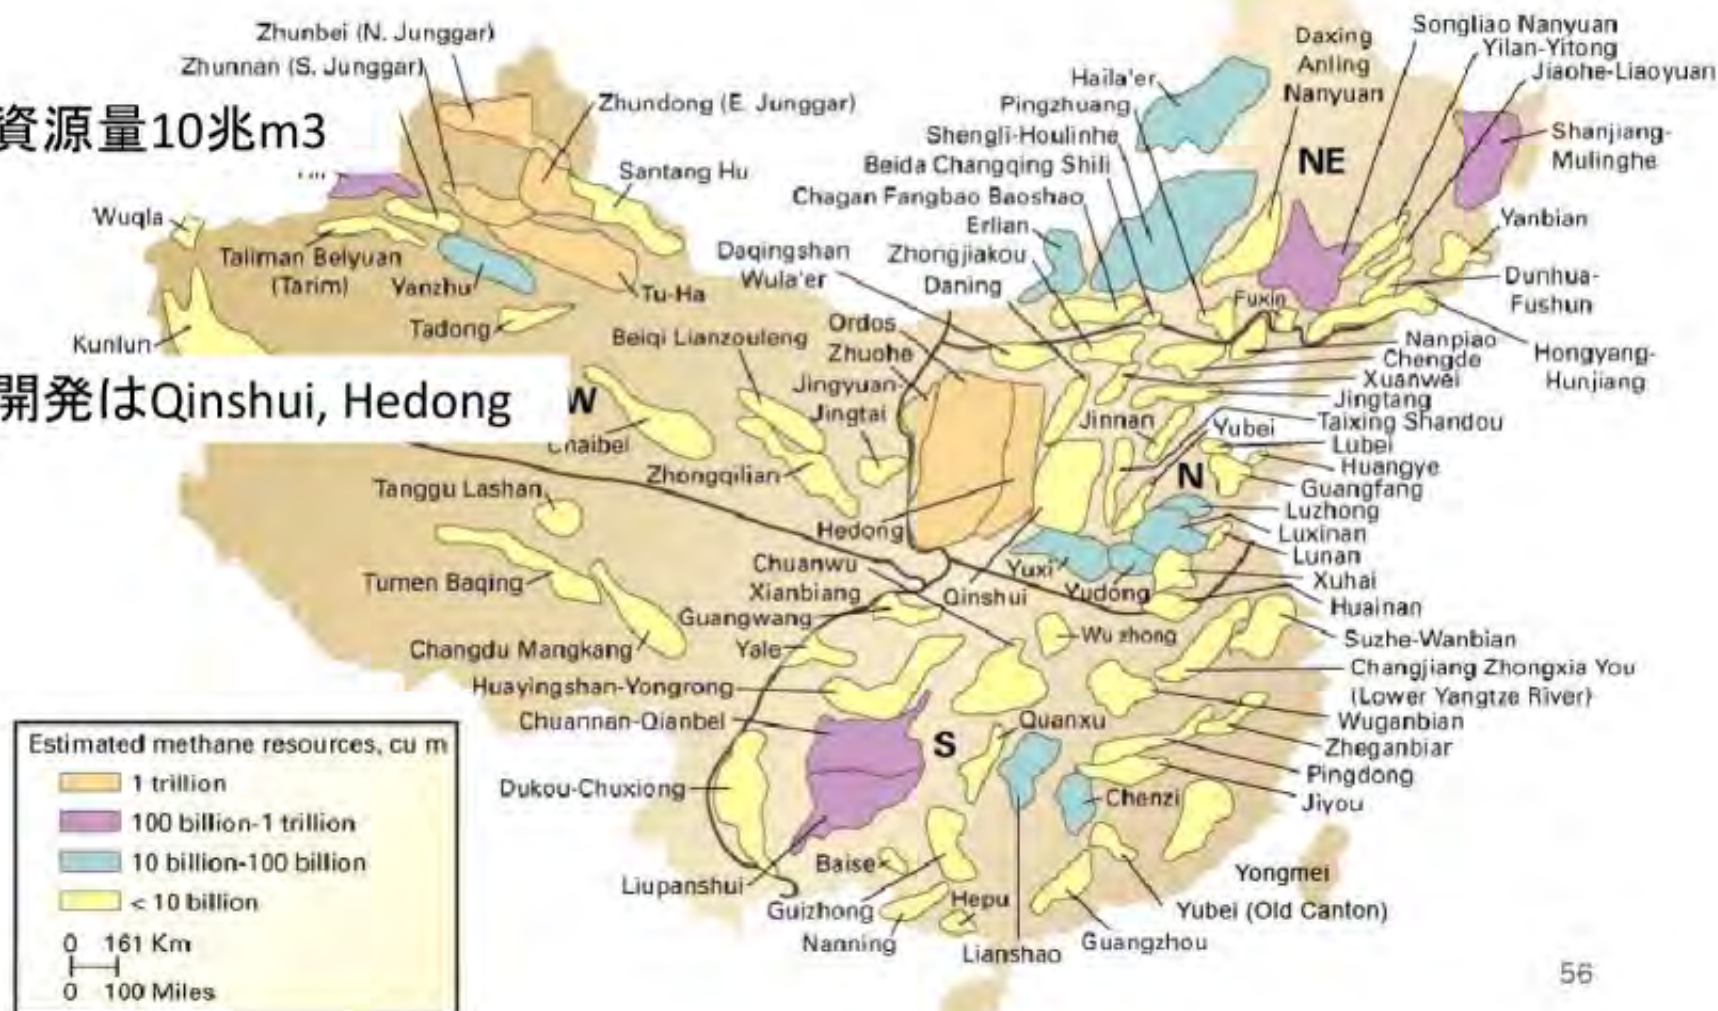 資源量10兆m3
開発はQinshui, Hedong
Zhunbei (N. Junggar)
Zhunnan (S. Junggar)
Zhundong (E. Junggar)
Santang Hu
Wuqla
Taliman Belyuan
(Tarim)
Yanzhu
Tu-Ha
Tadong
Kunlun
W
Chaibei
Beiqi Lianzouleng
Zhongqilian
Tanggu Lashan
Tumen Baqing
Changdu Mangkang
Haila'er
Pingzhuang
Shengli-Houlinhe
Beida Changqing Shili
Chagan Fangbao Baoshao
Erlian
Zhongjiakou
Daning
Daqingshan
Wula'er
Ordos
Zhuohe
Jingyuan-
Jingtai
Hedong
Daxing
Anling
Nanyuan
Songliao Nanyuan
Yilan-Yitong
Jiaohe-Liaoyuan
NE
Shanjiang-
Mulinghe
Yanbian
Dunhua-
Fushun
Fuxin
Hongyang-
Hunjiang
Nanpiao
Chengde
Xuanwei
Jingtang
Taixing Shandou
Jinnan
Yubei
Lubei
Huangye
Guangfang
N
Luzhong
Luxinan
Lunan
Xuhai
Huainan
Yuxi
Yudong
Qinshui
Chuanwu
Xianbiang
Guangwang
Yale
Wu zhong
Suzhe-Wanbian
Changjiang Zhongxia You
(Lower Yangtze River)
Huayingshan-Yongrong
Chuannan-Qianbei
Quanxu
S
Wuganbian
Zheganbiar
Pingdong
Jiyou
Dukou-Chuxiong
Chenzi
Liupanshui
Baise
Guizhong
Nanning
Hepu
Lianshao
Guangzhou
Yongmei
Yubei (Old Canton)
Estimated methane resources, cu m
1 trillion
100 billion-1 trillion
10 billion-100 billion
< 10 billion
0 161 Km
0 100 Miles
56